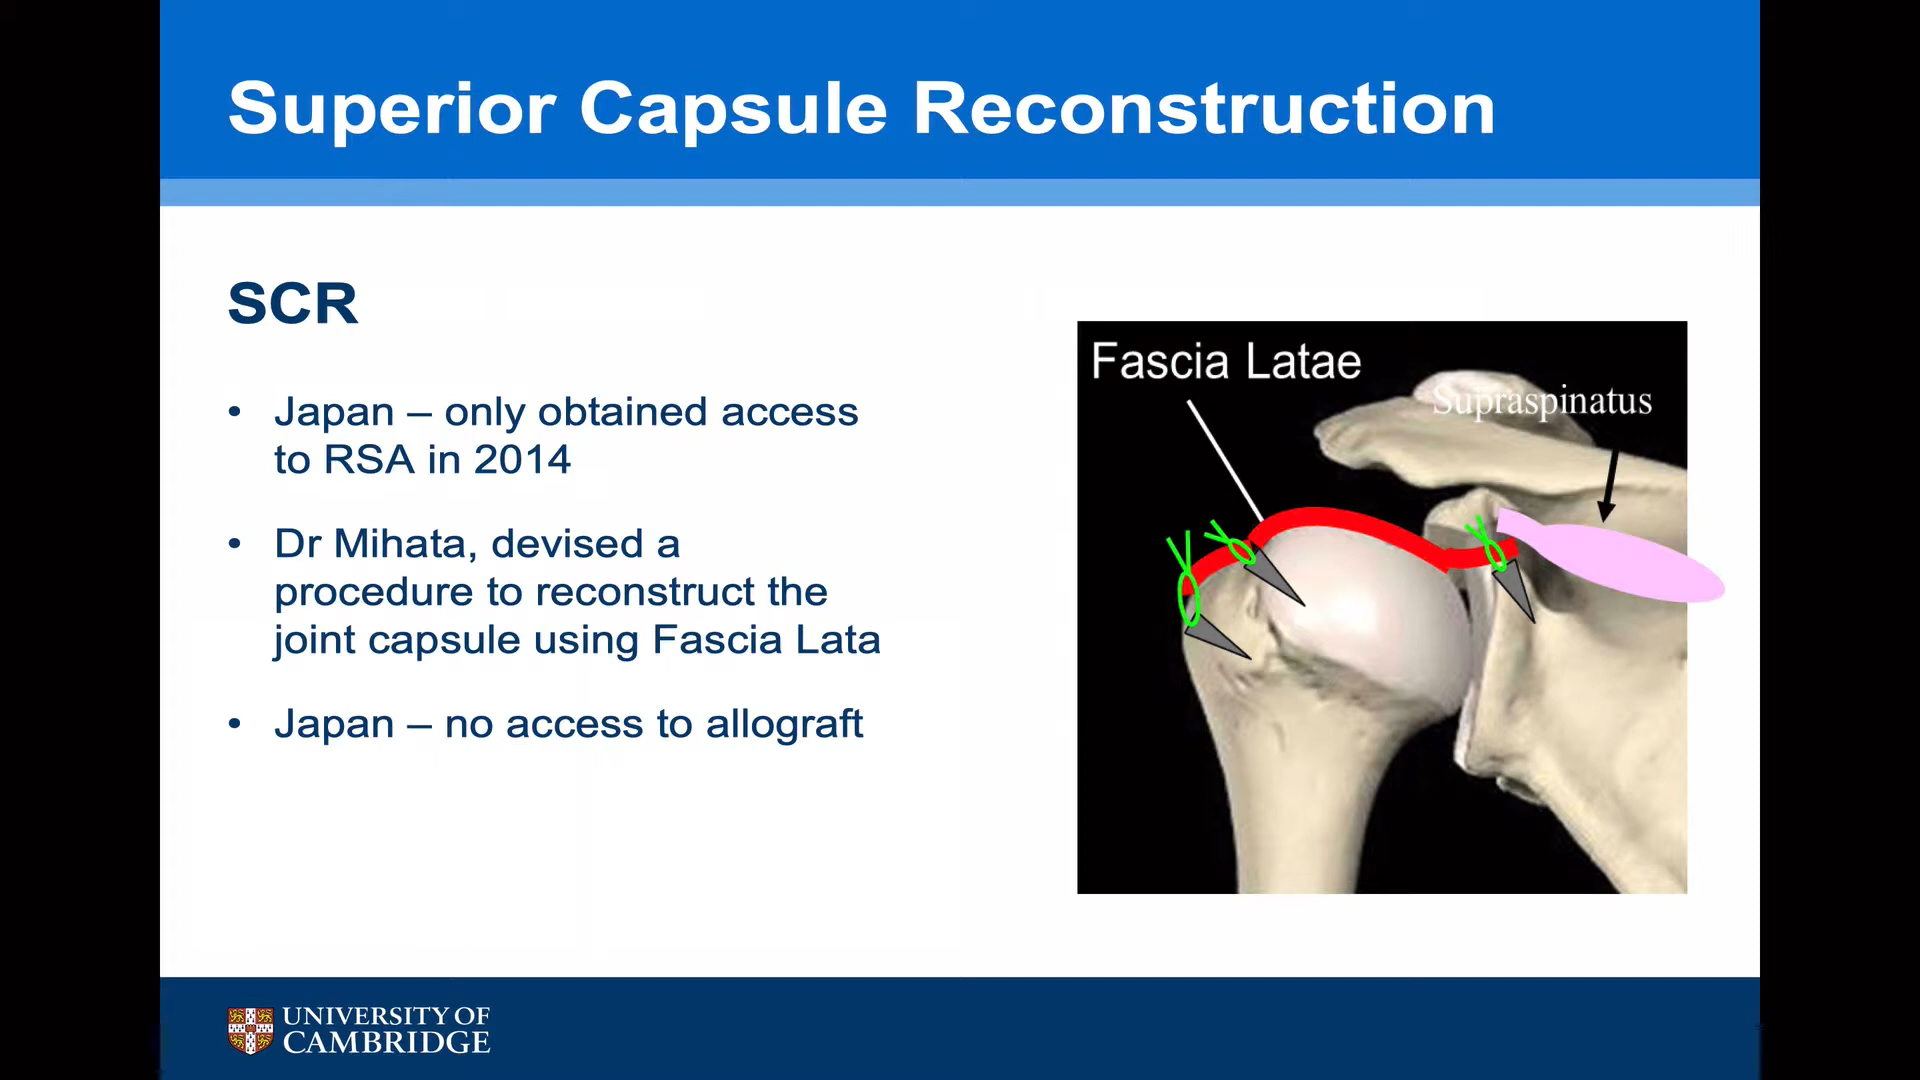 Superior Capsule Reconstruction
SCR
• Japan – only obtained access
to RSA in 2014
• Dr Mihata, devised a
procedure to reconstruct the
joint capsule using Fascia Lata
• Japan – no access to allograft
Fascia Latae
Supraspinatus
UNIVERSITY OF
CAMBRIDGE